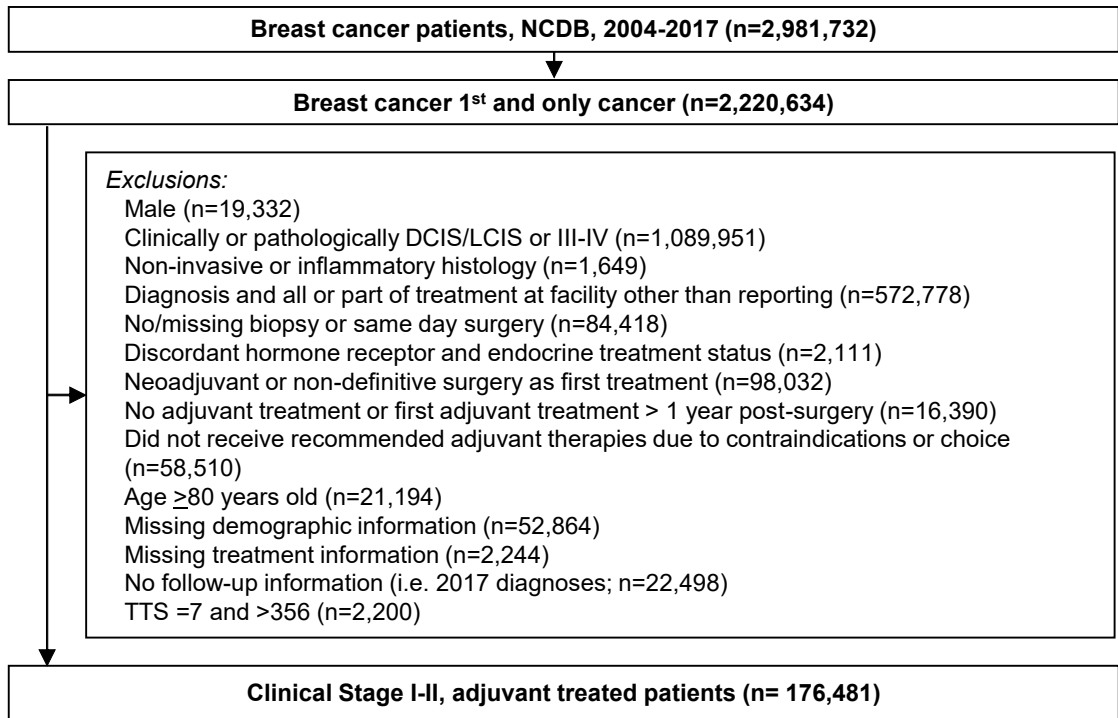 Breast cancer patients, NCDB, 2004-2017 (n=2,981,732)
Breast cancer 1st and only cancer (n=2,220,634)
Exclusions:
Male (n=19,332)
Clinically or pathologically DCIS/LCIS or III-IV (n=1,089,951)
Non-invasive or inflammatory histology (n=1,649)
Diagnosis and all or part of treatment at facility other than reporting (n=572,778)
No/missing biopsy or same day surgery (n=84,418)
Discordant hormone receptor and endocrine treatment status (n=2,111)
Neoadjuvant or non-definitive surgery as first treatment (n=98,032)
No adjuvant treatment or first adjuvant treatment > 1 year post-surgery (n=16,390)
Did not receive recommended adjuvant therapies due to contraindications or choice
(n=58,510)
Age ≥80 years old (n=21,194)
Missing demographic information (n=52,864)
Missing treatment information (n=2,244)
No follow-up information (i.e. 2017 diagnoses; n=22,498)
TTS =7 and >356 (n=2,200)
Clinical Stage I-II, adjuvant treated patients (n= 176,481)